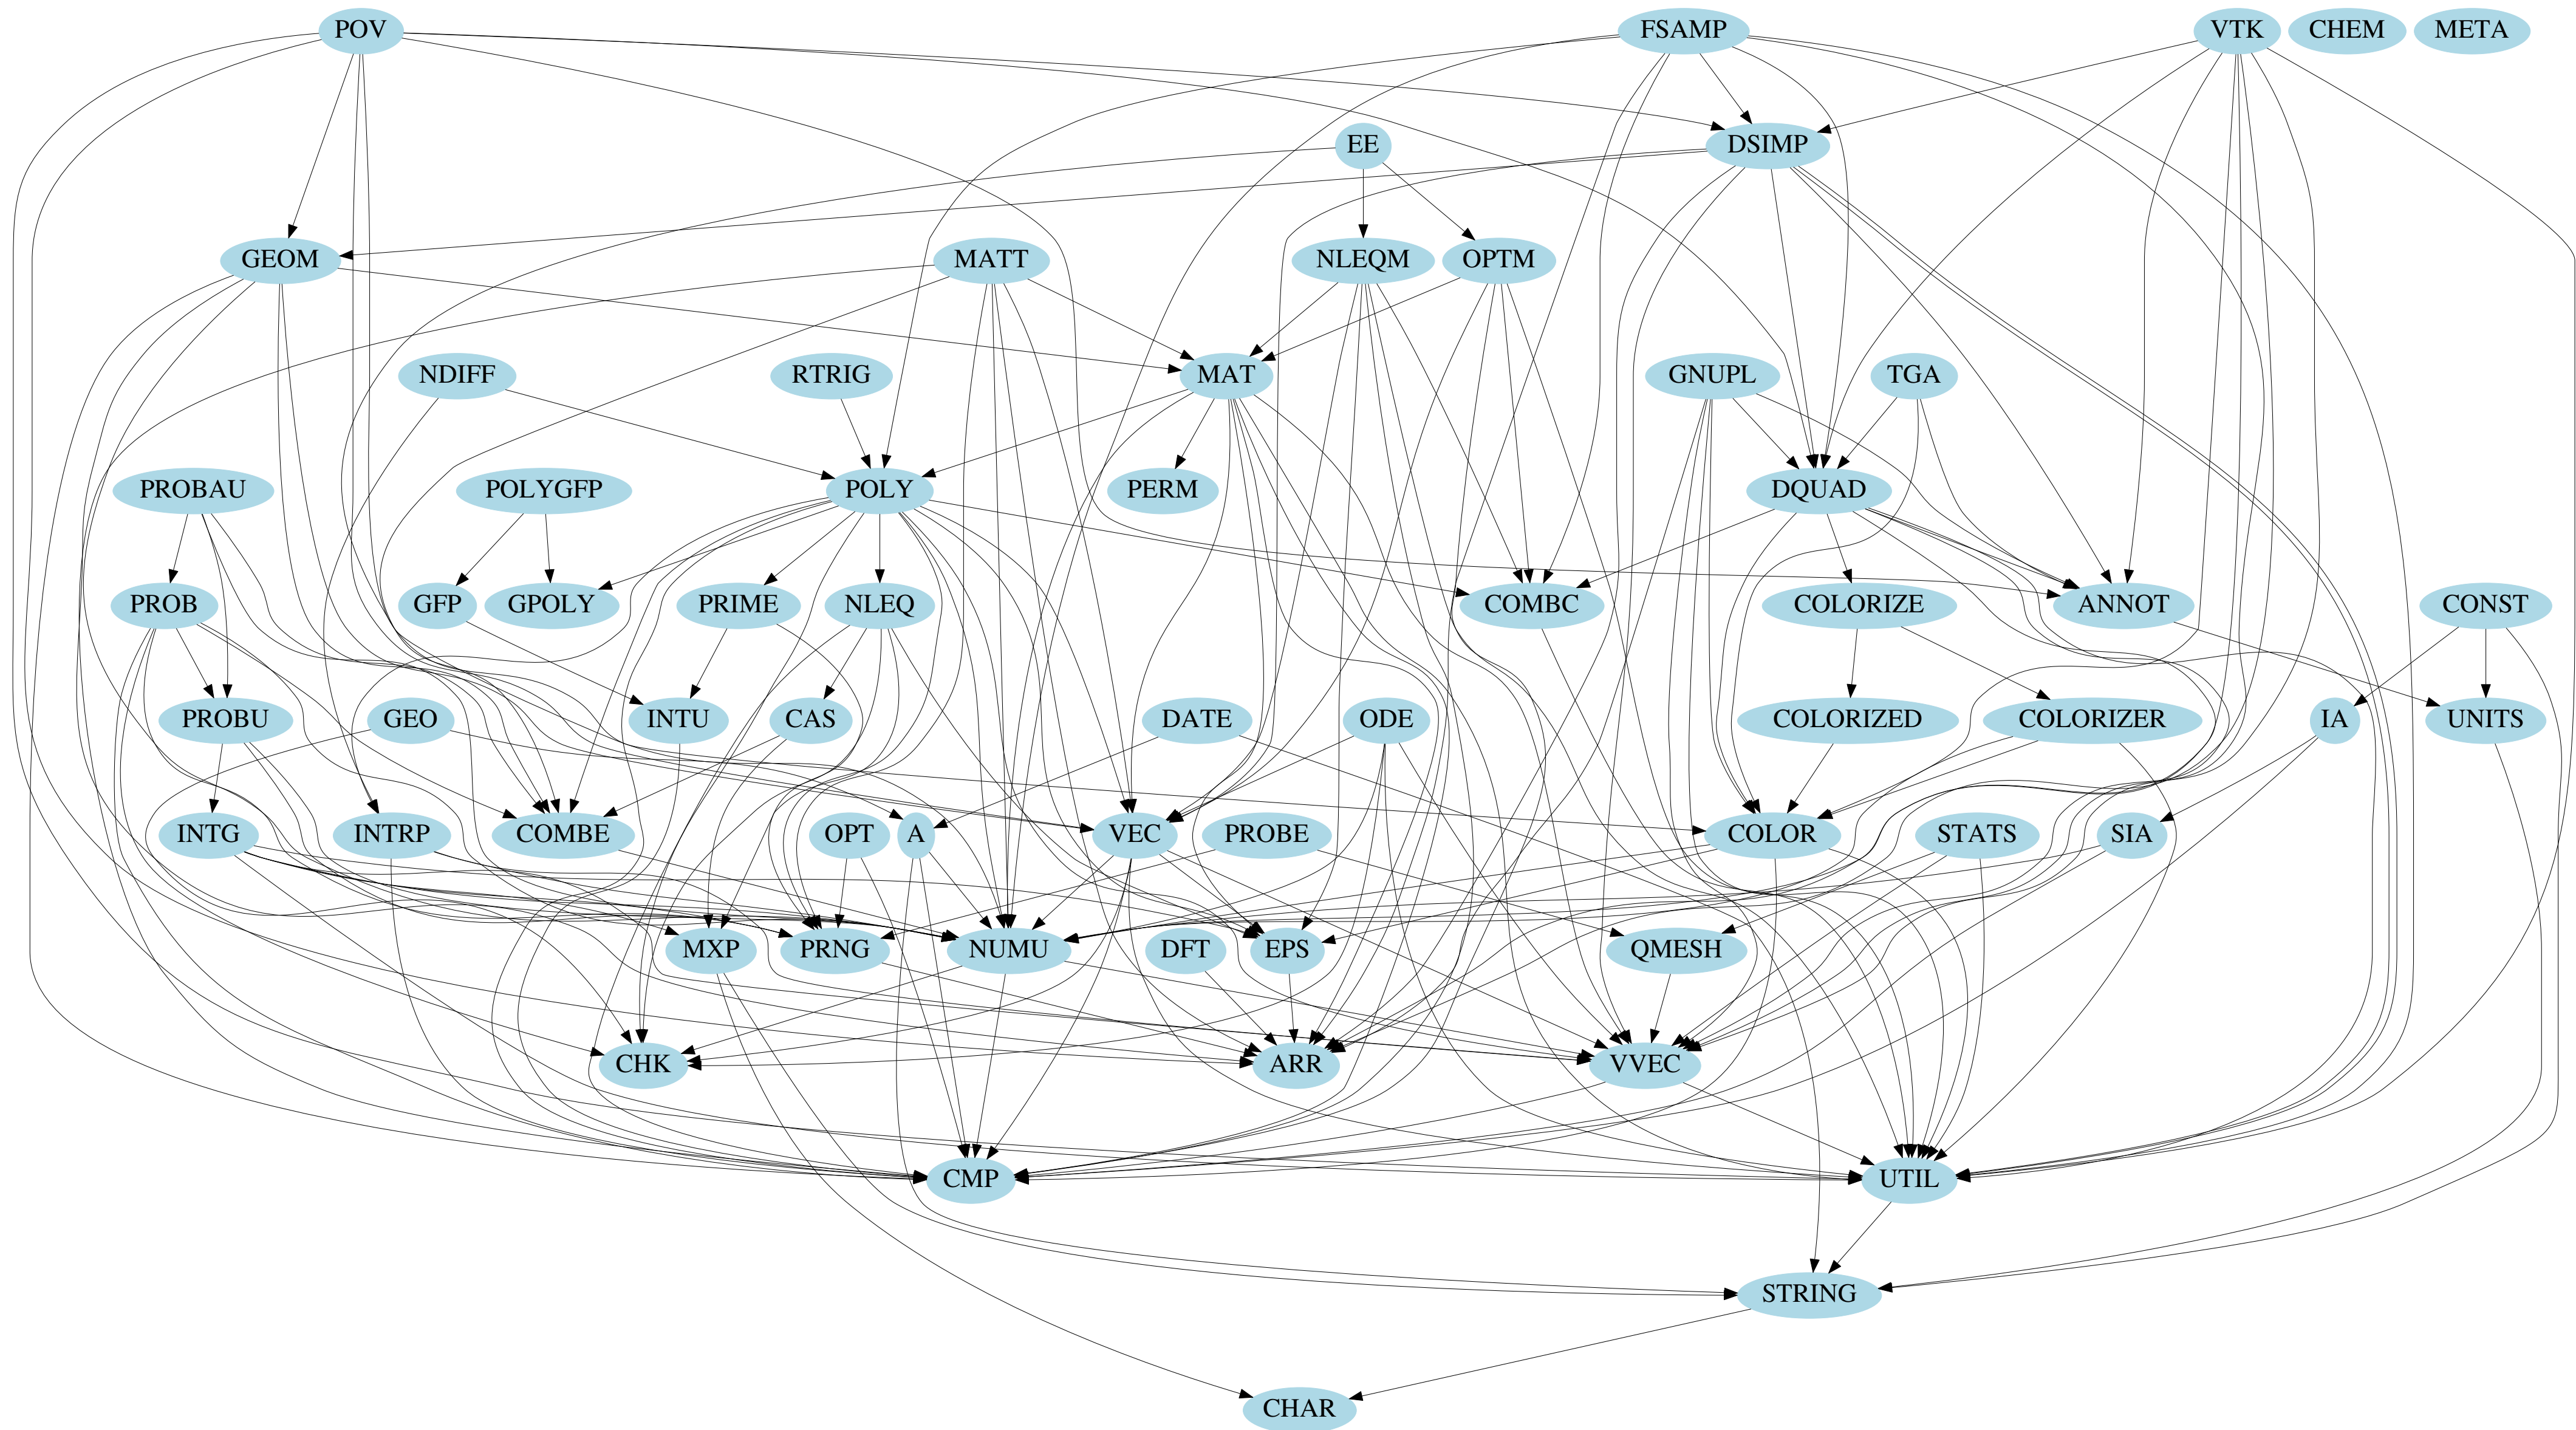 POV FSAMP VTK CHEM META
EE DSIMP
GEOM MATT NLEQM OPTM
NDIFF RTRIG MAT GNUPL TGA
PROBAU POLYGFP POLY PERM DQUAD
PROB GFP GPOLY PRIME NLEQ COMBC COLORIZE ANNOT CONST
PROBU GEO INTU CAS DATE ODE COLORIZED COLORIZER IA UNITS
INTG INTRP COMBE OPT A VEC PROBE COLOR STATS SIA
MXP PRNG NUMU DFT EPS QMESH
CHK ARR VVEC
CMP UTIL
STRING
CHAR